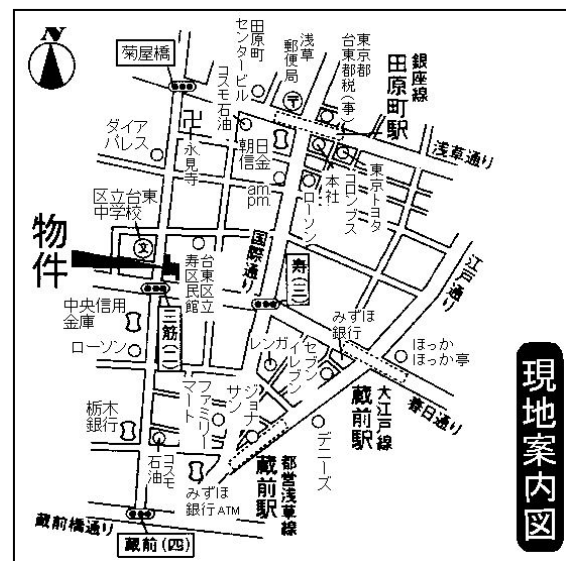 N
菊屋橋
田原町
センタービル
コスモ石油
浅草
郵便局
東京都
台東都税(事)
銀座線
田原町駅
浅草通り
ダイア
パレス
永見寺
朝日
信金
am.
pm.
ローソン
本社
コロンブス
東京トヨタ
江戸通り
区立台東
中学校
文
物件
台東区立
寿区民館
国際通り
寿(三)
みずほ
銀行
中央信用
金庫
三筋(二)
ローソン
レンガ
セブン
イレブン
ほっか
ほっか亭
春日通り
大江戸線
蔵前駅
栃木
銀行
ファミリー
マート
ジョナ
サン
デニーズ
コスモ
石油
みずほ
銀行ATM
都営浅草線
蔵前駅
蔵前橋通り
蔵前(四)
現地案内図